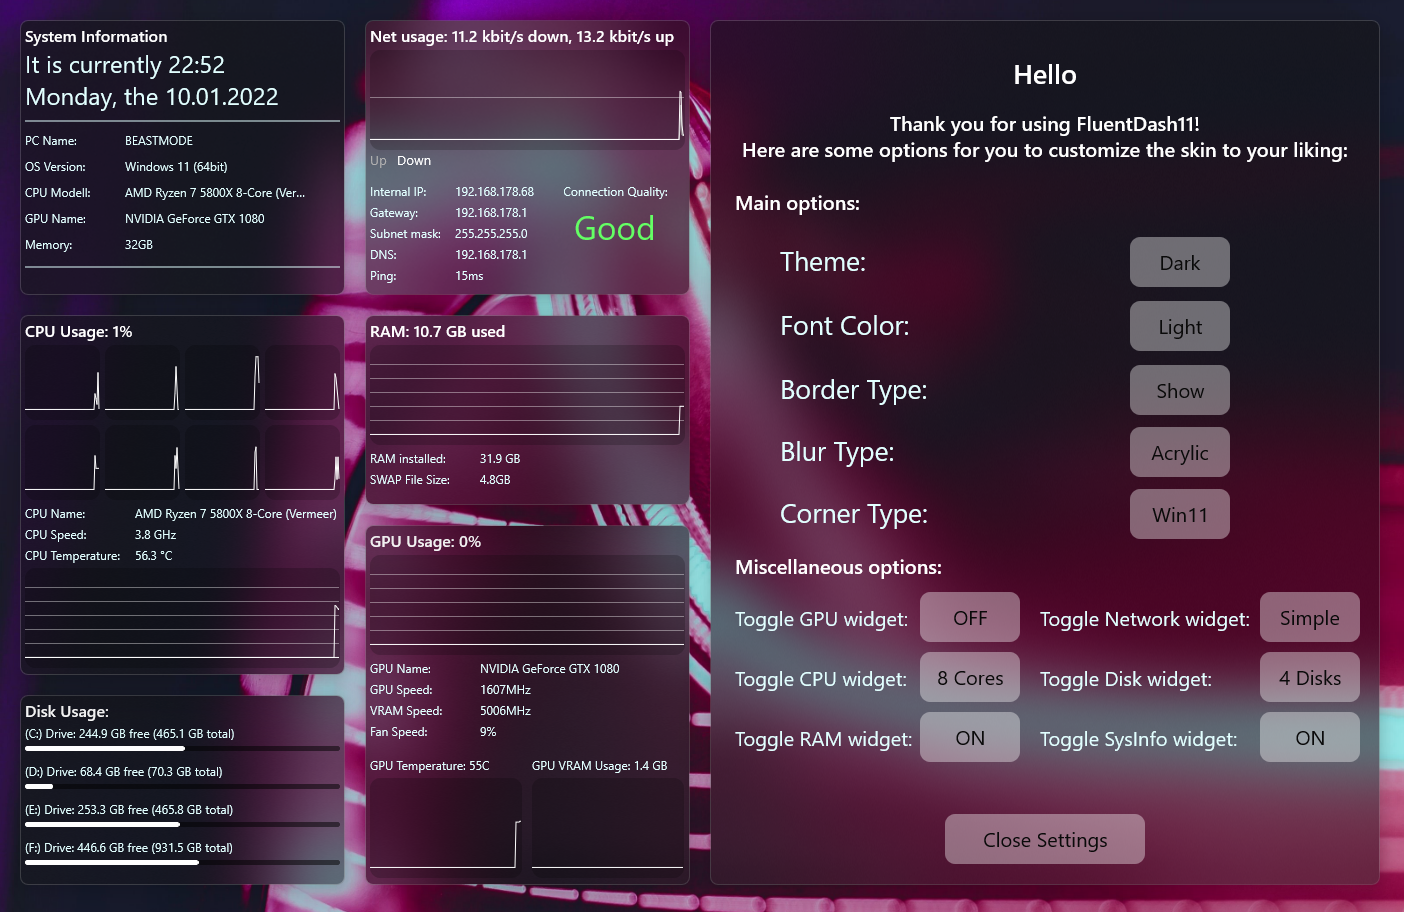 System Information
It is currently 22:52
Monday, the 10.01.2022
PC Name: BEASTMODE
OS Version: Windows 11 (64bit)
CPU Modell: AMD Ryzen 7 5800X 8-Core (Ver...
GPU Name: NVIDIA GeForce GTX 1080
Memory: 32GB
CPU Usage: 1%
CPU Name: AMD Ryzen 7 5800X 8-Core (Vermeer)
CPU Speed: 3.8 GHz
CPU Temperature: 56.3 °C
Disk Usage:
(C:) Drive: 244.9 GB free (465.1 GB total)
(D:) Drive: 68.4 GB free (70.3 GB total)
(E:) Drive: 253.3 GB free (465.8 GB total)
(F:) Drive: 446.6 GB free (931.5 GB total)
Net usage: 11.2 kbit/s down, 13.2 kbit/s up
Up Down
Internal IP: 192.168.178.68
Gateway: 192.168.178.1
Subnet mask: 255.255.255.0
DNS: 192.168.178.1
Ping: 15ms
Connection Quality:
Good
RAM: 10.7 GB used
RAM installed: 31.9 GB
SWAP File Size: 4.8GB
GPU Usage: 0%
GPU Name: NVIDIA GeForce GTX 1080
GPU Speed: 1607MHz
VRAM Speed: 5006MHz
Fan Speed: 9%
GPU Temperature: 55C
GPU VRAM Usage: 1.4 GB
Hello
Thank you for using FluentDash11!
Here are some options for you to customize the skin to your liking:
Main options:
Theme: Dark
Font Color: Light
Border Type: Show
Blur Type: Acrylic
Corner Type: Win11
Miscellaneous options:
Toggle GPU widget: OFF
Toggle Network widget: Simple
Toggle CPU widget: 8 Cores
Toggle Disk widget: 4 Disks
Toggle RAM widget: ON
Toggle SysInfo widget: ON
Close Settings